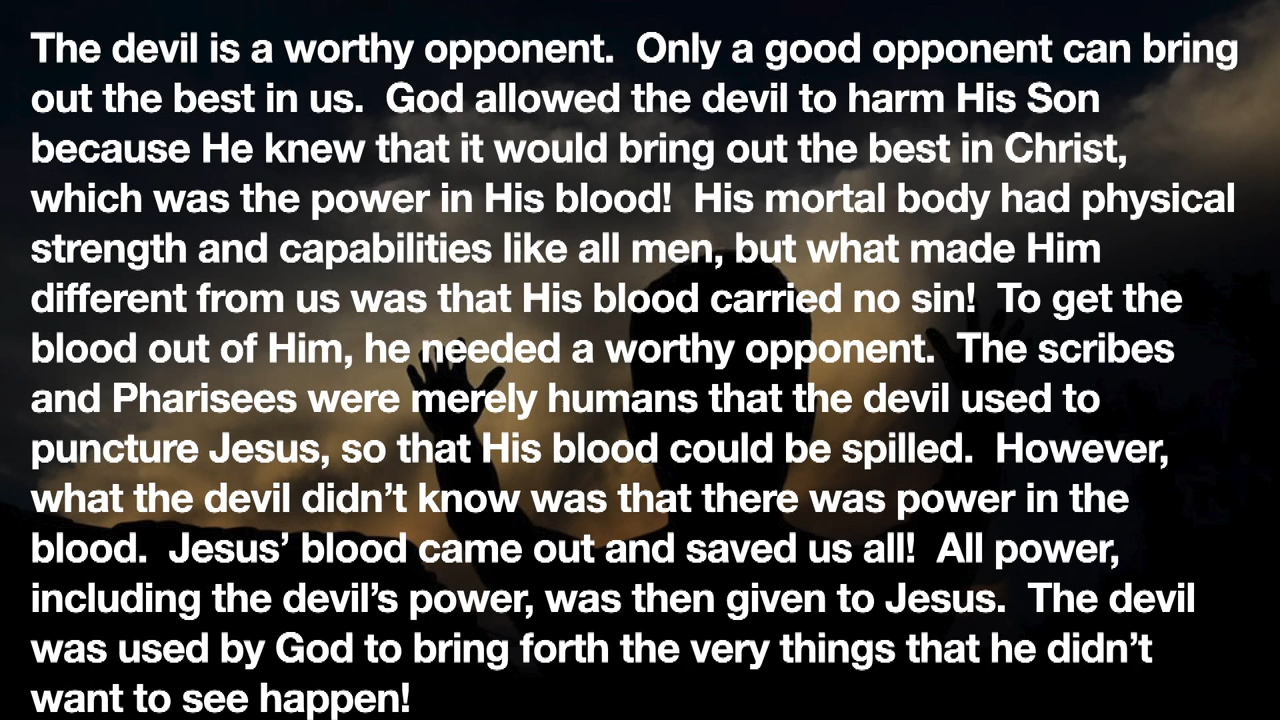 The devil is a worthy opponent.  Only a good opponent can bring
out the best in us.  God allowed the devil to harm His Son
because He knew that it would bring out the best in Christ,
which was the power in His blood!  His mortal body had physical
strength and capabilities like all men, but what made Him
different from us was that His blood carried no sin!  To get the
blood out of Him, he needed a worthy opponent.  The scribes
and Pharisees were merely humans that the devil used to
puncture Jesus, so that His blood could be spilled.  However,
what the devil didn’t know was that there was power in the
blood.  Jesus’ blood came out and saved us all!  All power,
including the devil’s power, was then given to Jesus.  The devil
was used by God to bring forth the very things that he didn’t
want to see happen!